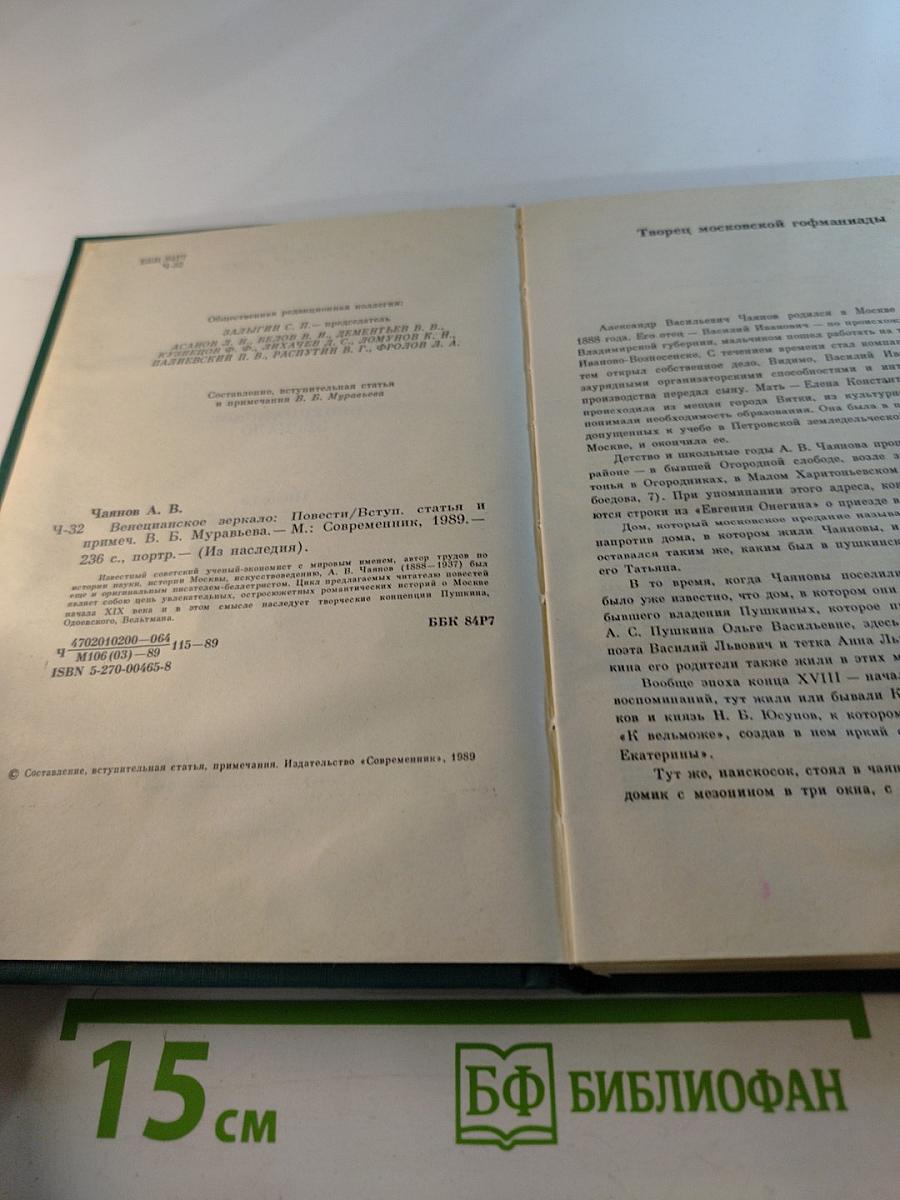 ББК 84Р7
Ч-32
Общественная редакционная коллегия:
ЗАЛЫГИН С. П.— председатель
АСАНОВ Л. Н., БЕЛОВ В. И., ДЕМЕНТЬЕВ В. В.,
КУЗНЕЦОВ Ф. Ф., ЛИХАЧЕВ Д. С., ЛОМУНОВ К. Н.,
ПАЛИЕВСКИЙ П. В., РАСПУТИН В. Г., ФРОЛОВ Л. А.
Составление, вступительная статья
и примечания В. Б. Муравьева
Чаянов А. В.
Ч-32 Венецианское зеркало: Повести/Вступ. статья и
примеч. В. Б. Муравьева.— М.: Современник, 1989.—
236 с., портр.— (Из наследия).
Известный советский ученый-экономист с мировым именем, автор трудов по
истории науки, истории Москвы, искусствоведению, А. В. Чаянов (1888—1937) был
еще и оригинальным писателем-беллетристом. Цикл предлагаемых читателю повестей
являет собою цепь увлекательных, остросюжетных романтических историй о Москве
начала XIX века и в этом смысле наследует творческие концепции Пушкина,
Одоевского, Вельтмана.
Ч 4702010200—064
М106(03)—89 115—89
ББК 84Р7
ISBN 5-270-00465-8
© Составление, вступительная статья, примечания. Издательство «Современник», 1989
Творец московской гофманиады
Александр Васильевич Чаянов родился в Москве
1888 года. Его отец — Василий Иванович — по происхож
Владимирской губернии, мальчиком пошел работать на т
Иваново-Вознесенске. С течением времени стал компан
тем открыл собственное дело. Видимо, Василий Ива
заурядными организаторскими способностями и инт
производства передал сыну. Мать — Елена Константи
происходила из мещан города Вятки, из культурн
понимали необходимость образования. Она была в п
допущенных к учебе в Петровской земледельческо
Москве, и окончила ее.
Детство и школьные годы А. В. Чаянова прош
районе — в бывшей Огородной слободе, возле
тонья в Огородниках, в Малом Харитоньевском
боедова, 7). При упоминании этого адреса, кон
ются строки из «Евгения Онегина» о приезде в
Дом, который московское предание называ
напротив дома, в котором жили Чаяновы, и
оставался таким же, каким был в пушкинск
его Татьяна.
В то время, когда Чаяновы поселили
было уже известно, что дом, в котором они
бывшего владения Пушкиных, которое п
А. С. Пушкина Ольге Васильевне, здесь
поэта Василий Львович и тетка Анна Ль
кина его родители также жили в этих м
Вообще эпоха конца XVIII — нача
воспоминаний, тут жили или бывали К
ков и князь Н. Б. Юсупов, к котором
«К вельможе», создав в нем яркий
Екатерины».
Тут же, наискосок, стоял в чаян
домик с мезонином в три окна, с
15 см
БФ БИБЛИОФАН